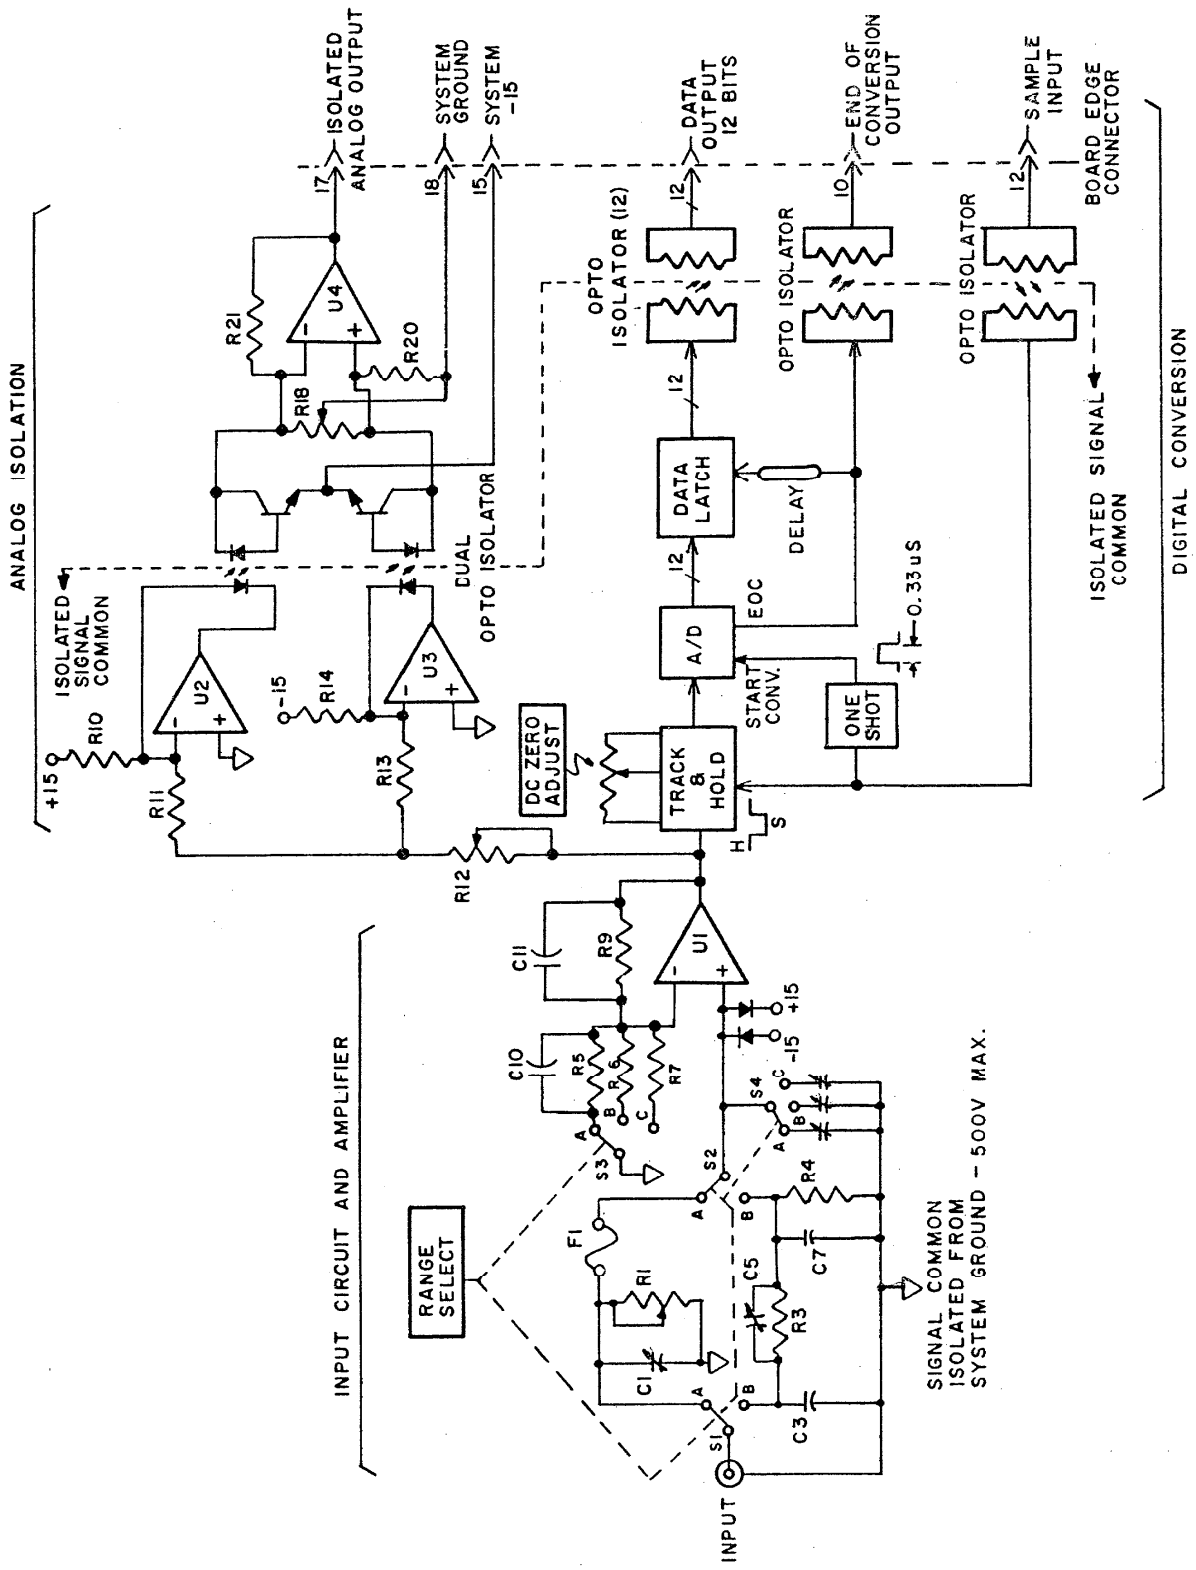 ANALOG ISOLATION
+15
R10
ISOLATED
SIGNAL
COMMON
R11
U2
-
+
-15
R14
R13
U3
-
+
DUAL
OPTO ISOLATOR
R18
R21
U4
-
+
R20
17
ISOLATED
ANALOG OUTPUT
18
SYSTEM
GROUND
15
SYSTEM
-15
R12
INPUT CIRCUIT AND AMPLIFIER
RANGE
SELECT
INPUT
S1
A
B
C1
R1
F1
C3
C5
R3
C7
R4
A
B
S2
S3
A
B
C
C10
R5
R6
R7
C11
R9
U1
-
+
S4
A
B
C
-15
+15
SIGNAL COMMON
ISOLATED FROM
SYSTEM GROUND - 500V MAX.
DC ZERO
ADJUST
TRACK
&
HOLD
H
S
A/D
START
CONV.
EOC
ONE
SHOT
0.33uS
12
DATA
LATCH
DELAY
12
OPTO
ISOLATOR (12)
12
DATA
OUTPUT
12 BITS
OPTO ISOLATOR
10
END OF
CONVERSION
OUTPUT
OPTO ISOLATOR
12
SAMPLE
INPUT
BOARD EDGE
CONNECTOR
ISOLATED SIGNAL
COMMON
DIGITAL CONVERSION